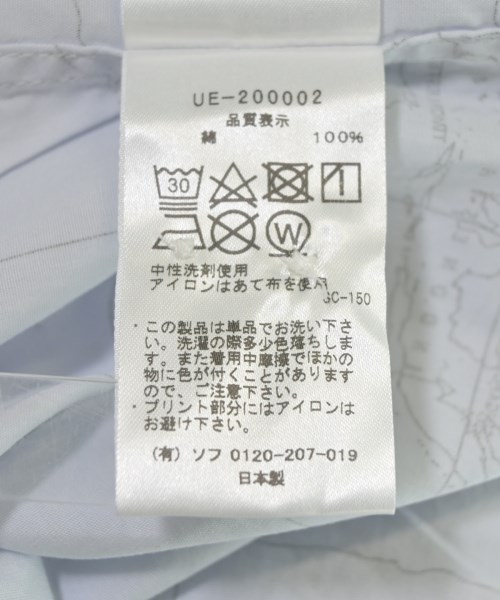 UE-200002
品質表示
綿 100%
30
W
中性洗剤使用
アイロンはあて布を使用
GC-150
・この製品は単品でお洗い下さ
い。洗濯の際多少色落ちしま
す。また着用中摩擦でほかの
物に色が付くことがあります
ので、ご注意下さい。
・プリント部分にはアイロンは
お避け下さい。
(有) ソフ 0120-207-019
日本製